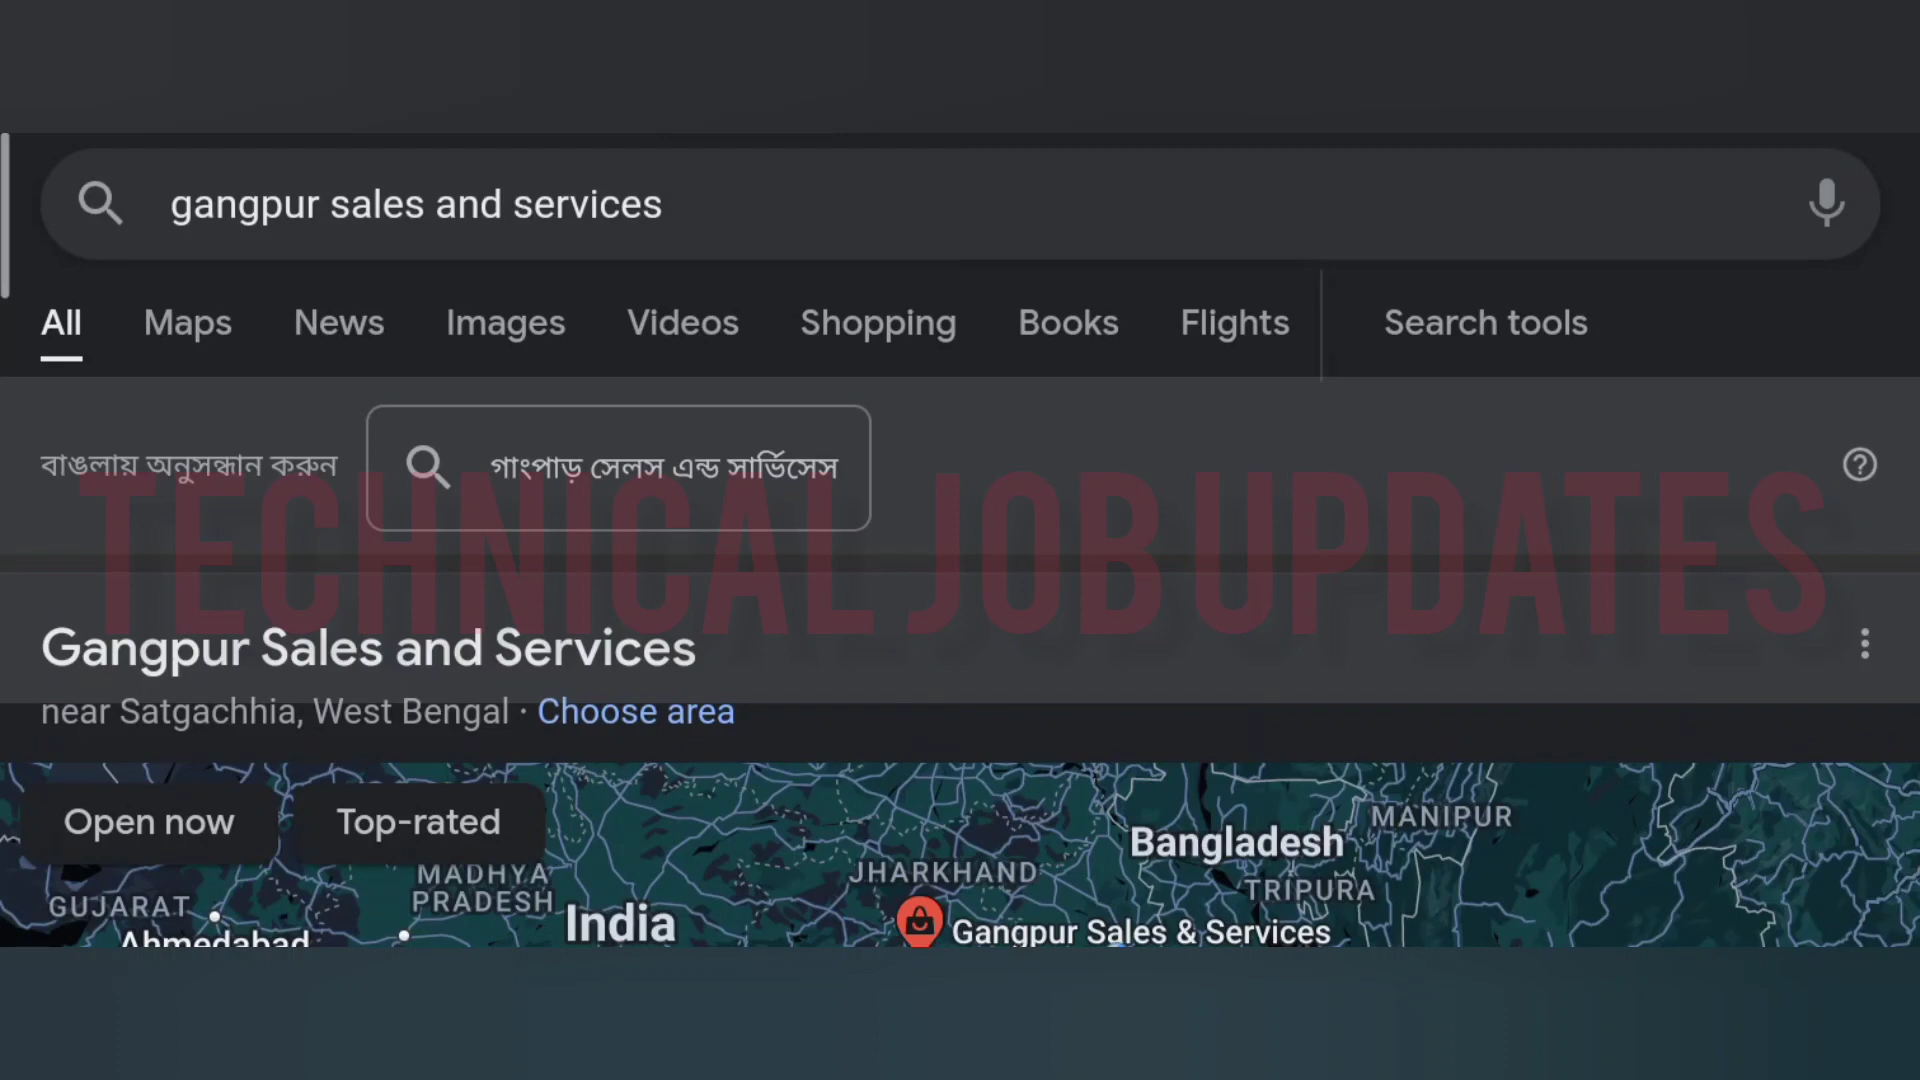 gangpur sales and services
All Maps News Images Videos Shopping Books Flights Search tools
বাঙলায় অনুসন্ধান করুন গাংপাড় সেলস এন্ড সার্ভিসেস
TECHNICAL JOB UPDATES
Gangpur Sales and Services
near Satgachhia, West Bengal · Choose area
Open now Top-rated
MANIPUR
Bangladesh
JHARKHAND
MADHYA
PRADESH
TRIPURA
GUJARAT
India
Gangpur Sales & Services
Ahmedabad